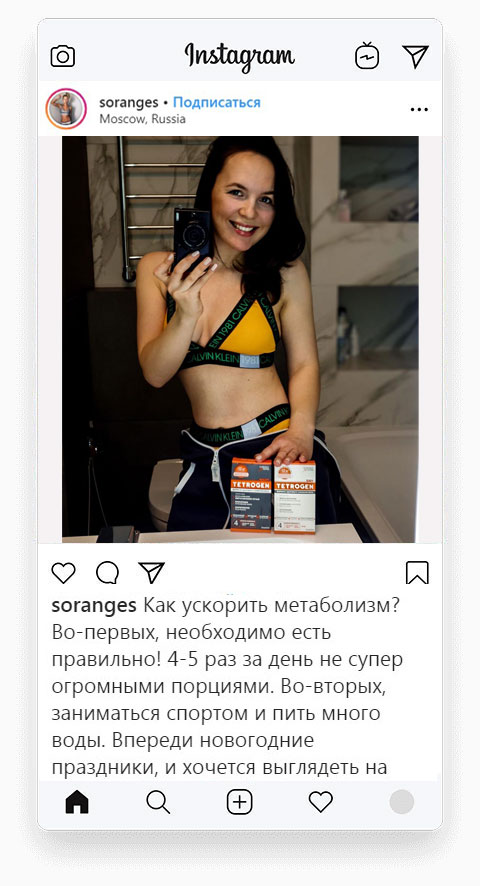 Instagram
soranges • Подписаться
Moscow, Russia
CALVIN KLEIN 1981
CALVIN KLEIN
TETROGEN TETROGEN
4 4
soranges Как ускорить метаболизм?
Во-первых, необходимо есть
правильно! 4-5 раз за день не супер
огромными порциями. Во-вторых,
заниматься спортом и пить много
воды. Впереди новогодние
праздники, и хочется выглядеть на